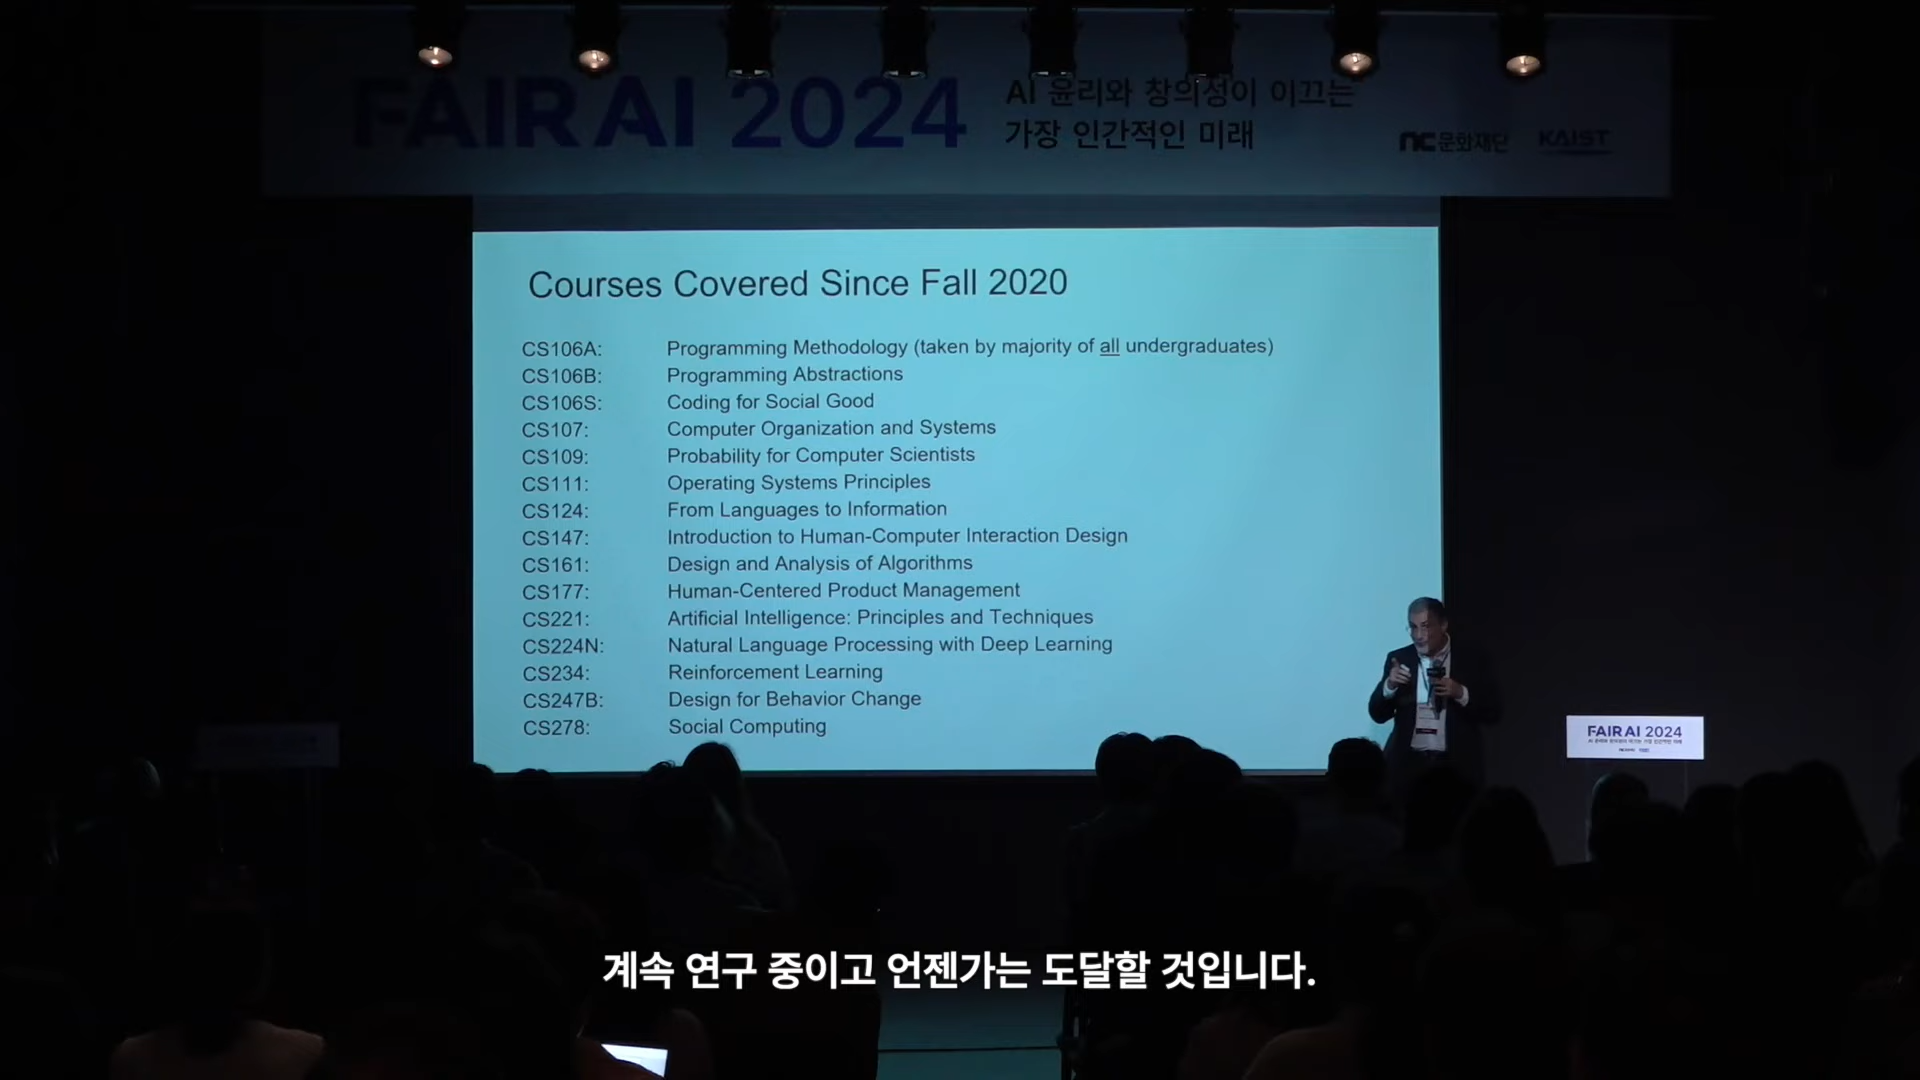 FAIR AI 2024
AI 윤리와 창의성이 이끄는
가장 인간적인 미래
nc문화재단 KAIST
Courses Covered Since Fall 2020
CS106A: Programming Methodology (taken by majority of all undergraduates)
CS106B: Programming Abstractions
CS106S: Coding for Social Good
CS107: Computer Organization and Systems
CS109: Probability for Computer Scientists
CS111: Operating Systems Principles
CS124: From Languages to Information
CS147: Introduction to Human-Computer Interaction Design
CS161: Design and Analysis of Algorithms
CS177: Human-Centered Product Management
CS221: Artificial Intelligence: Principles and Techniques
CS224N: Natural Language Processing with Deep Learning
CS234: Reinforcement Learning
CS247B: Design for Behavior Change
CS278: Social Computing
FAIR AI 2024
계속 연구 중이고 언젠가는 도달할 것입니다.